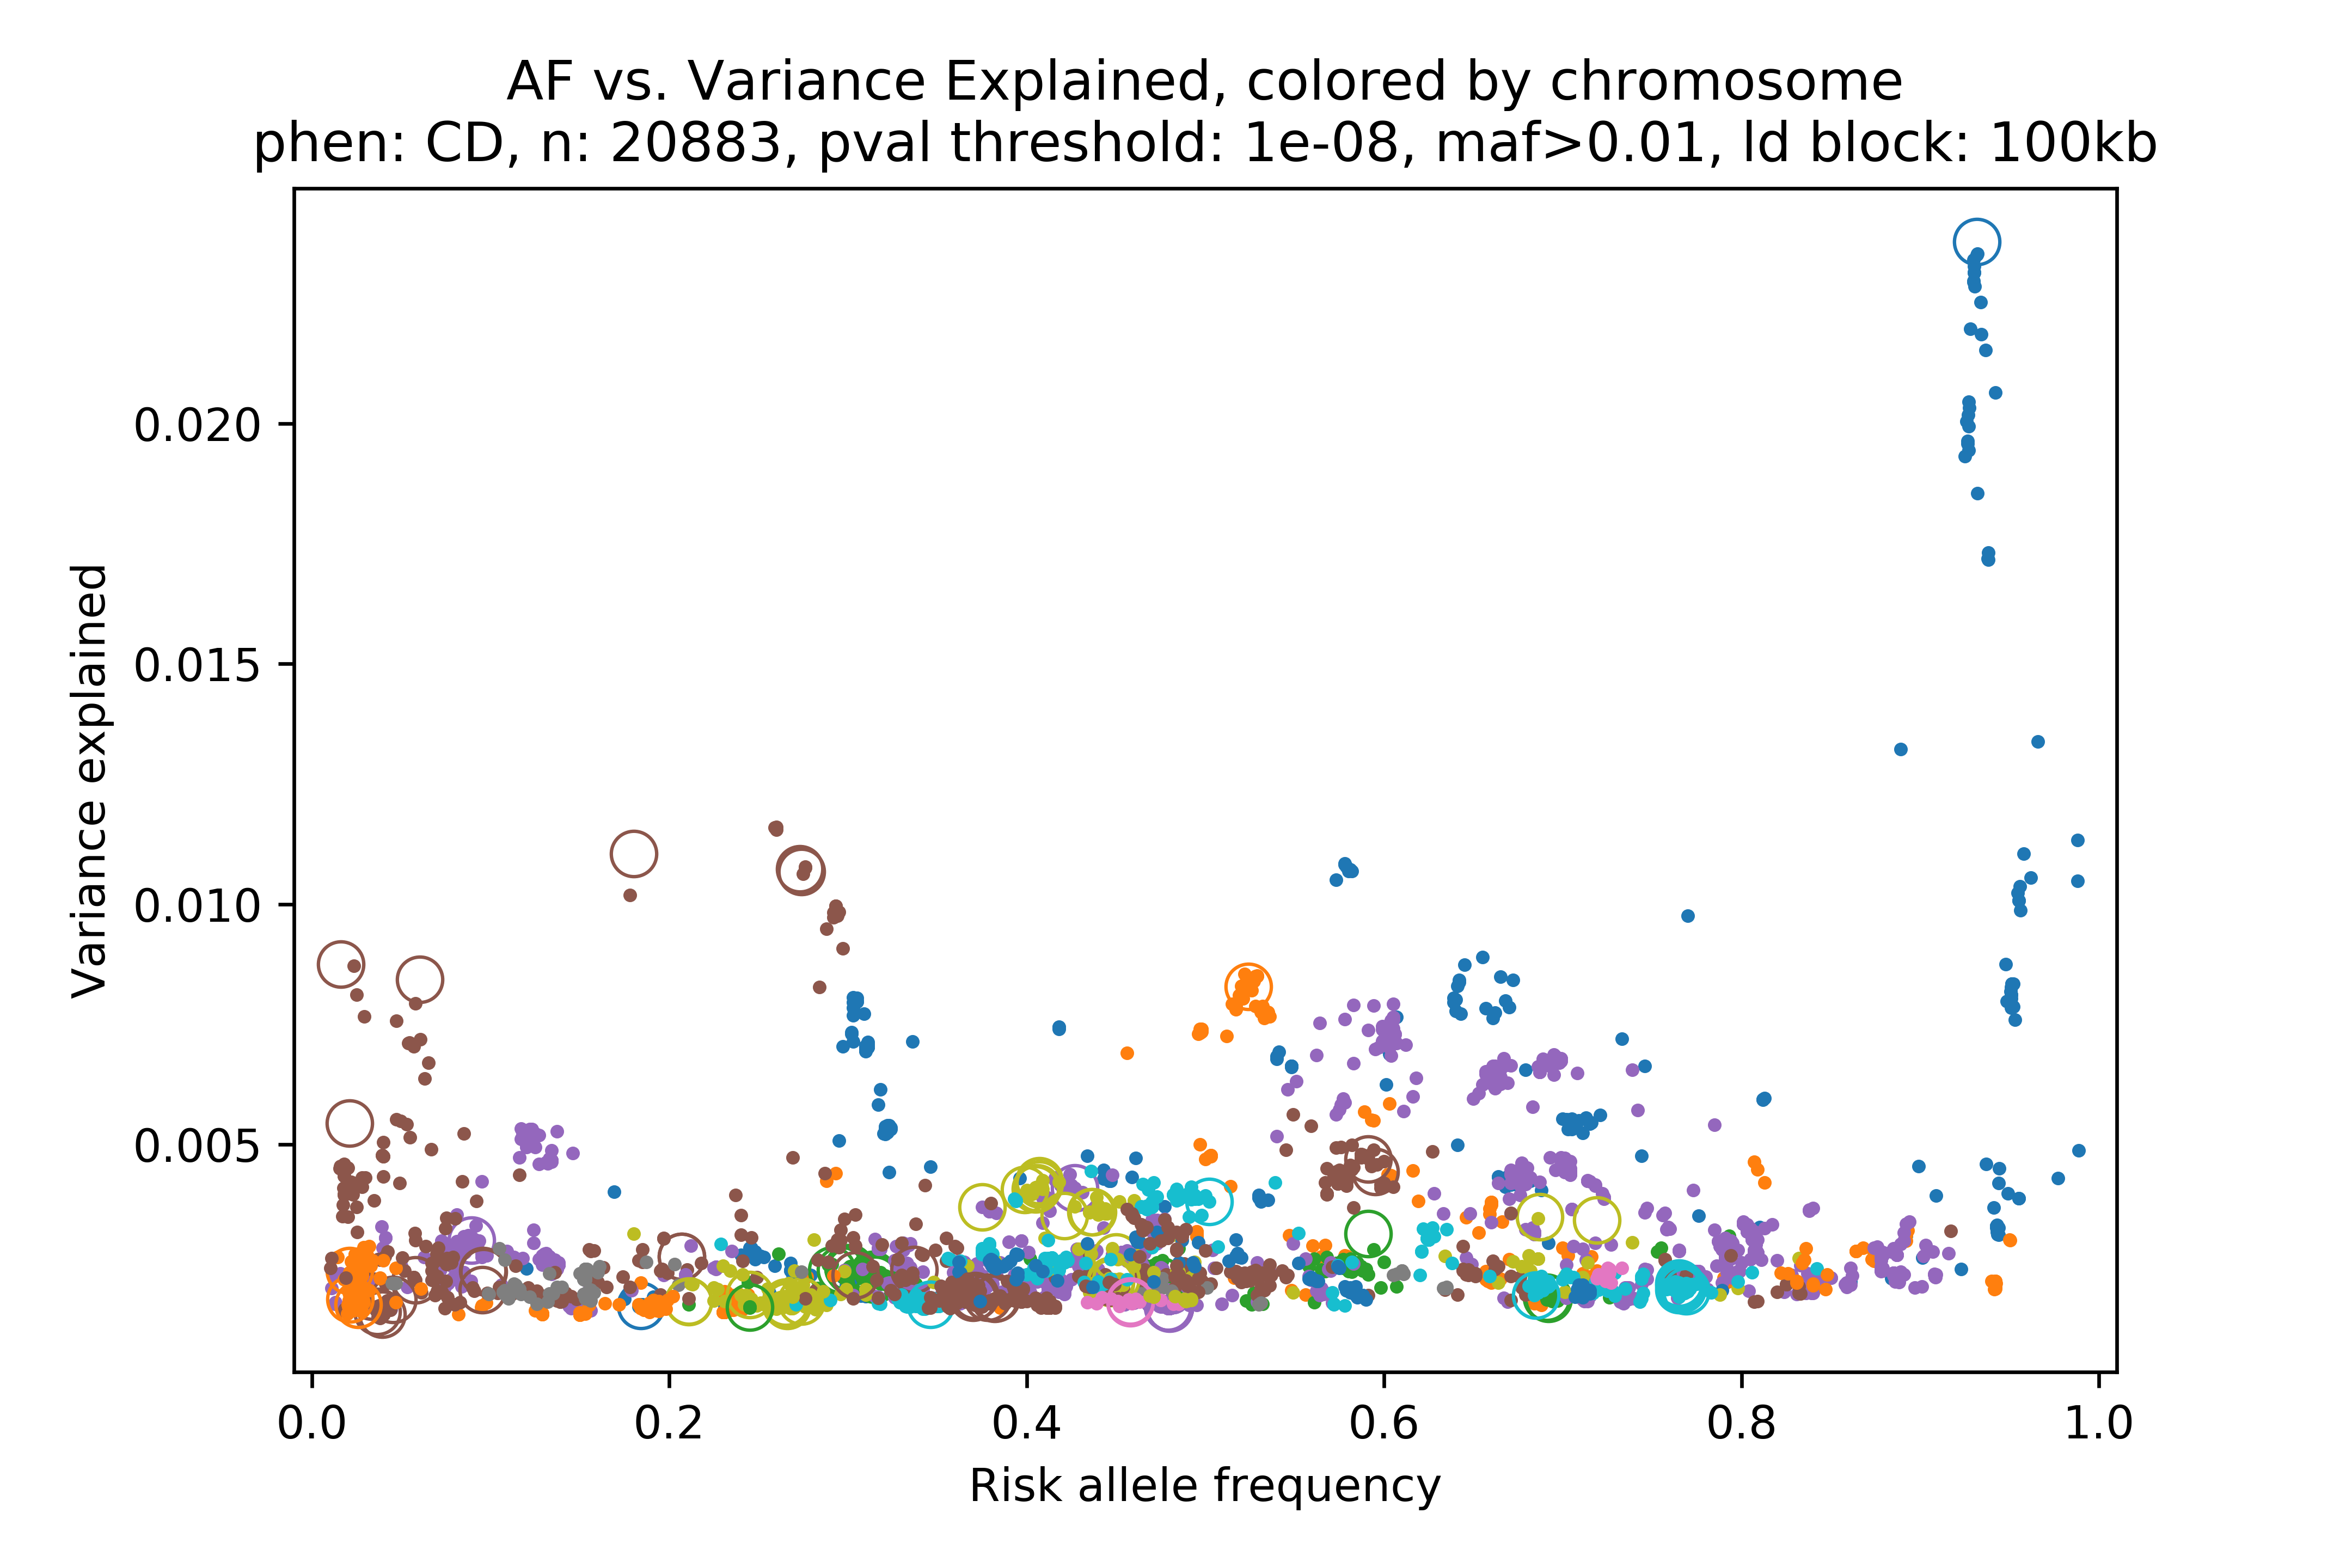 AF vs. Variance Explained, colored by chromosome
phen: CD, n: 20883, pval threshold: 1e-08, maf>0.01, ld block: 100kb
Variance explained
0.020
0.015
0.010
0.005
0.0 0.2 0.4 0.6 0.8 1.0
Risk allele frequency